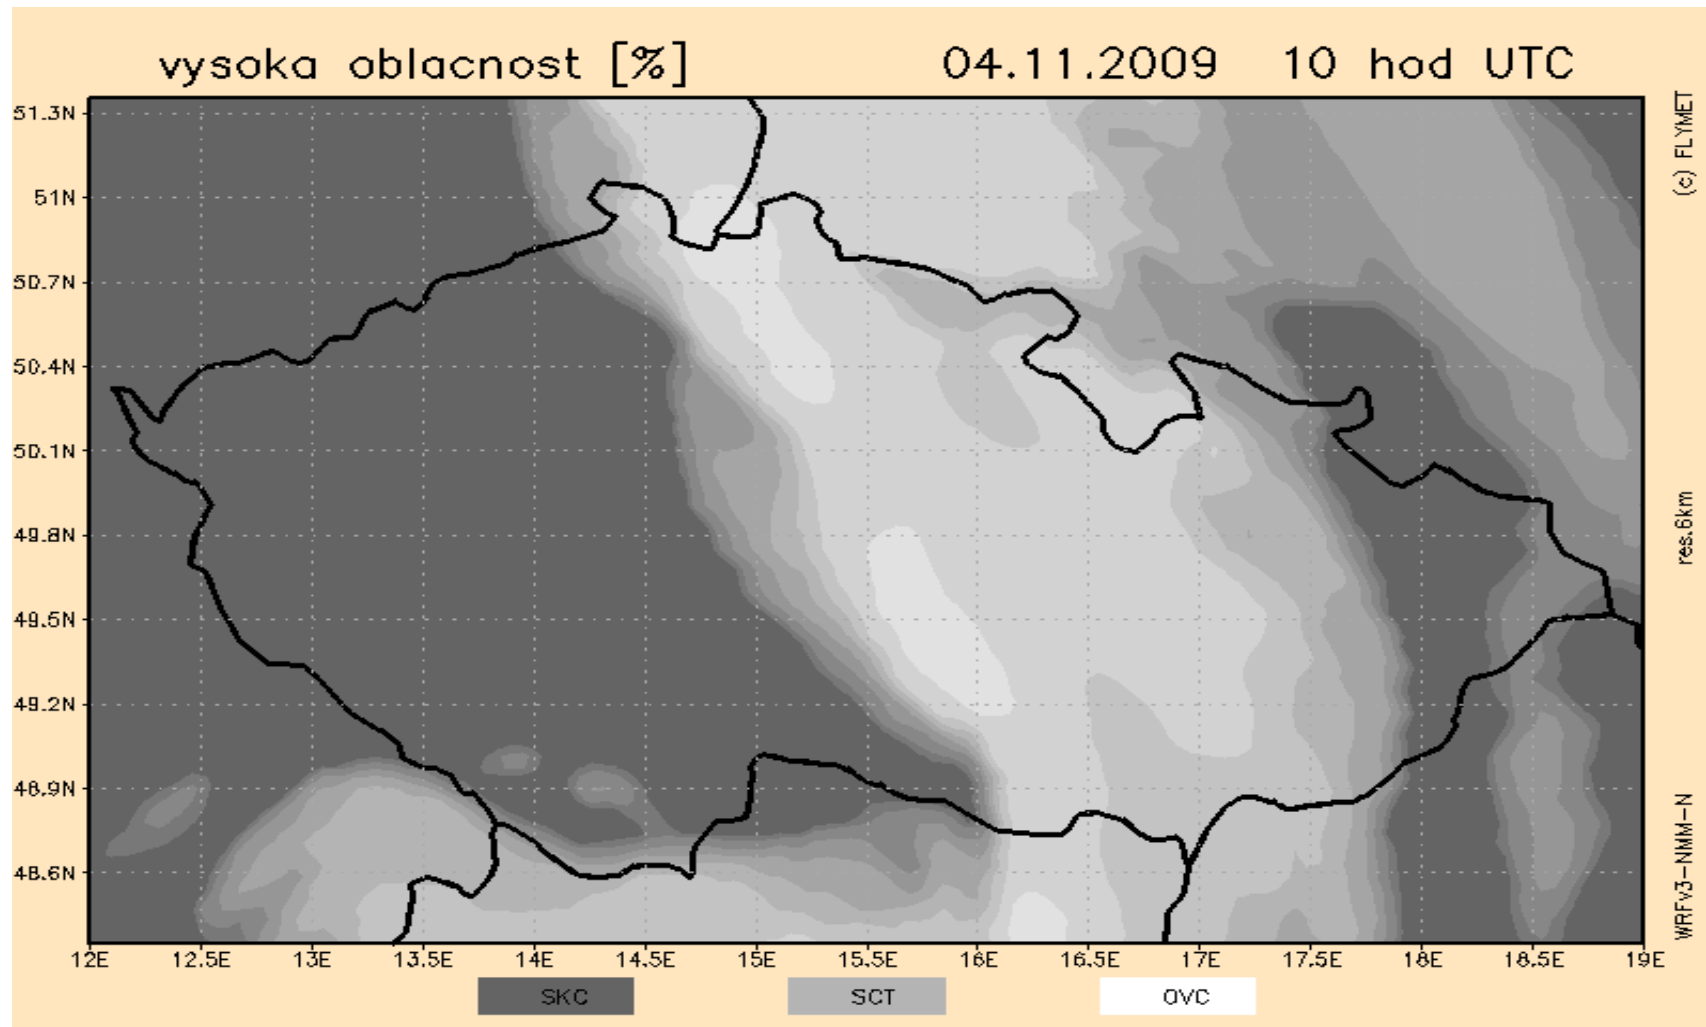 vysoka oblacnost [%] 04.11.2009 10 hod UTC
(c) FLYMET
51.3N
51N
50.7N
50.4N
50.1N
49.8N
49.5N
49.2N
48.9N
48.6N
res.6km
WRFv3-NMM-N
12E 12.5E 13E 13.5E 14E 14.5E 15E 15.5E 16E 16.5E 17E 17.5E 18E 18.5E 19E
SKC SCT OVC